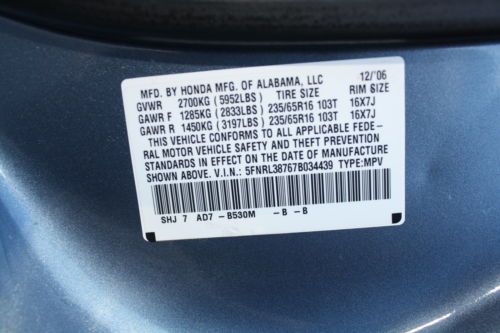 MFD. BY HONDA MFG. OF ALABAMA, LLC 12/'06
GVWR 2700KG (5952LBS) TIRE SIZE RIM SIZE
GAWR F 1285KG (2833LBS) 235/65R16 103T 16X7J
GAWR R 1450KG (3197LBS) 235/65R16 103T 16X7J
THIS VEHICLE CONFORMS TO ALL APPLICABLE FEDE-
RAL MOTOR VEHICLE SAFETY AND THEFT PREVENTION
STANDARDS IN EFFECT ON THE DATE OF MANUFACTURE
SHOWN ABOVE. V.I.N.: 5FNRL38767B034439 TYPE:MPV
SHJ 7 AD7 -B530M -B -B